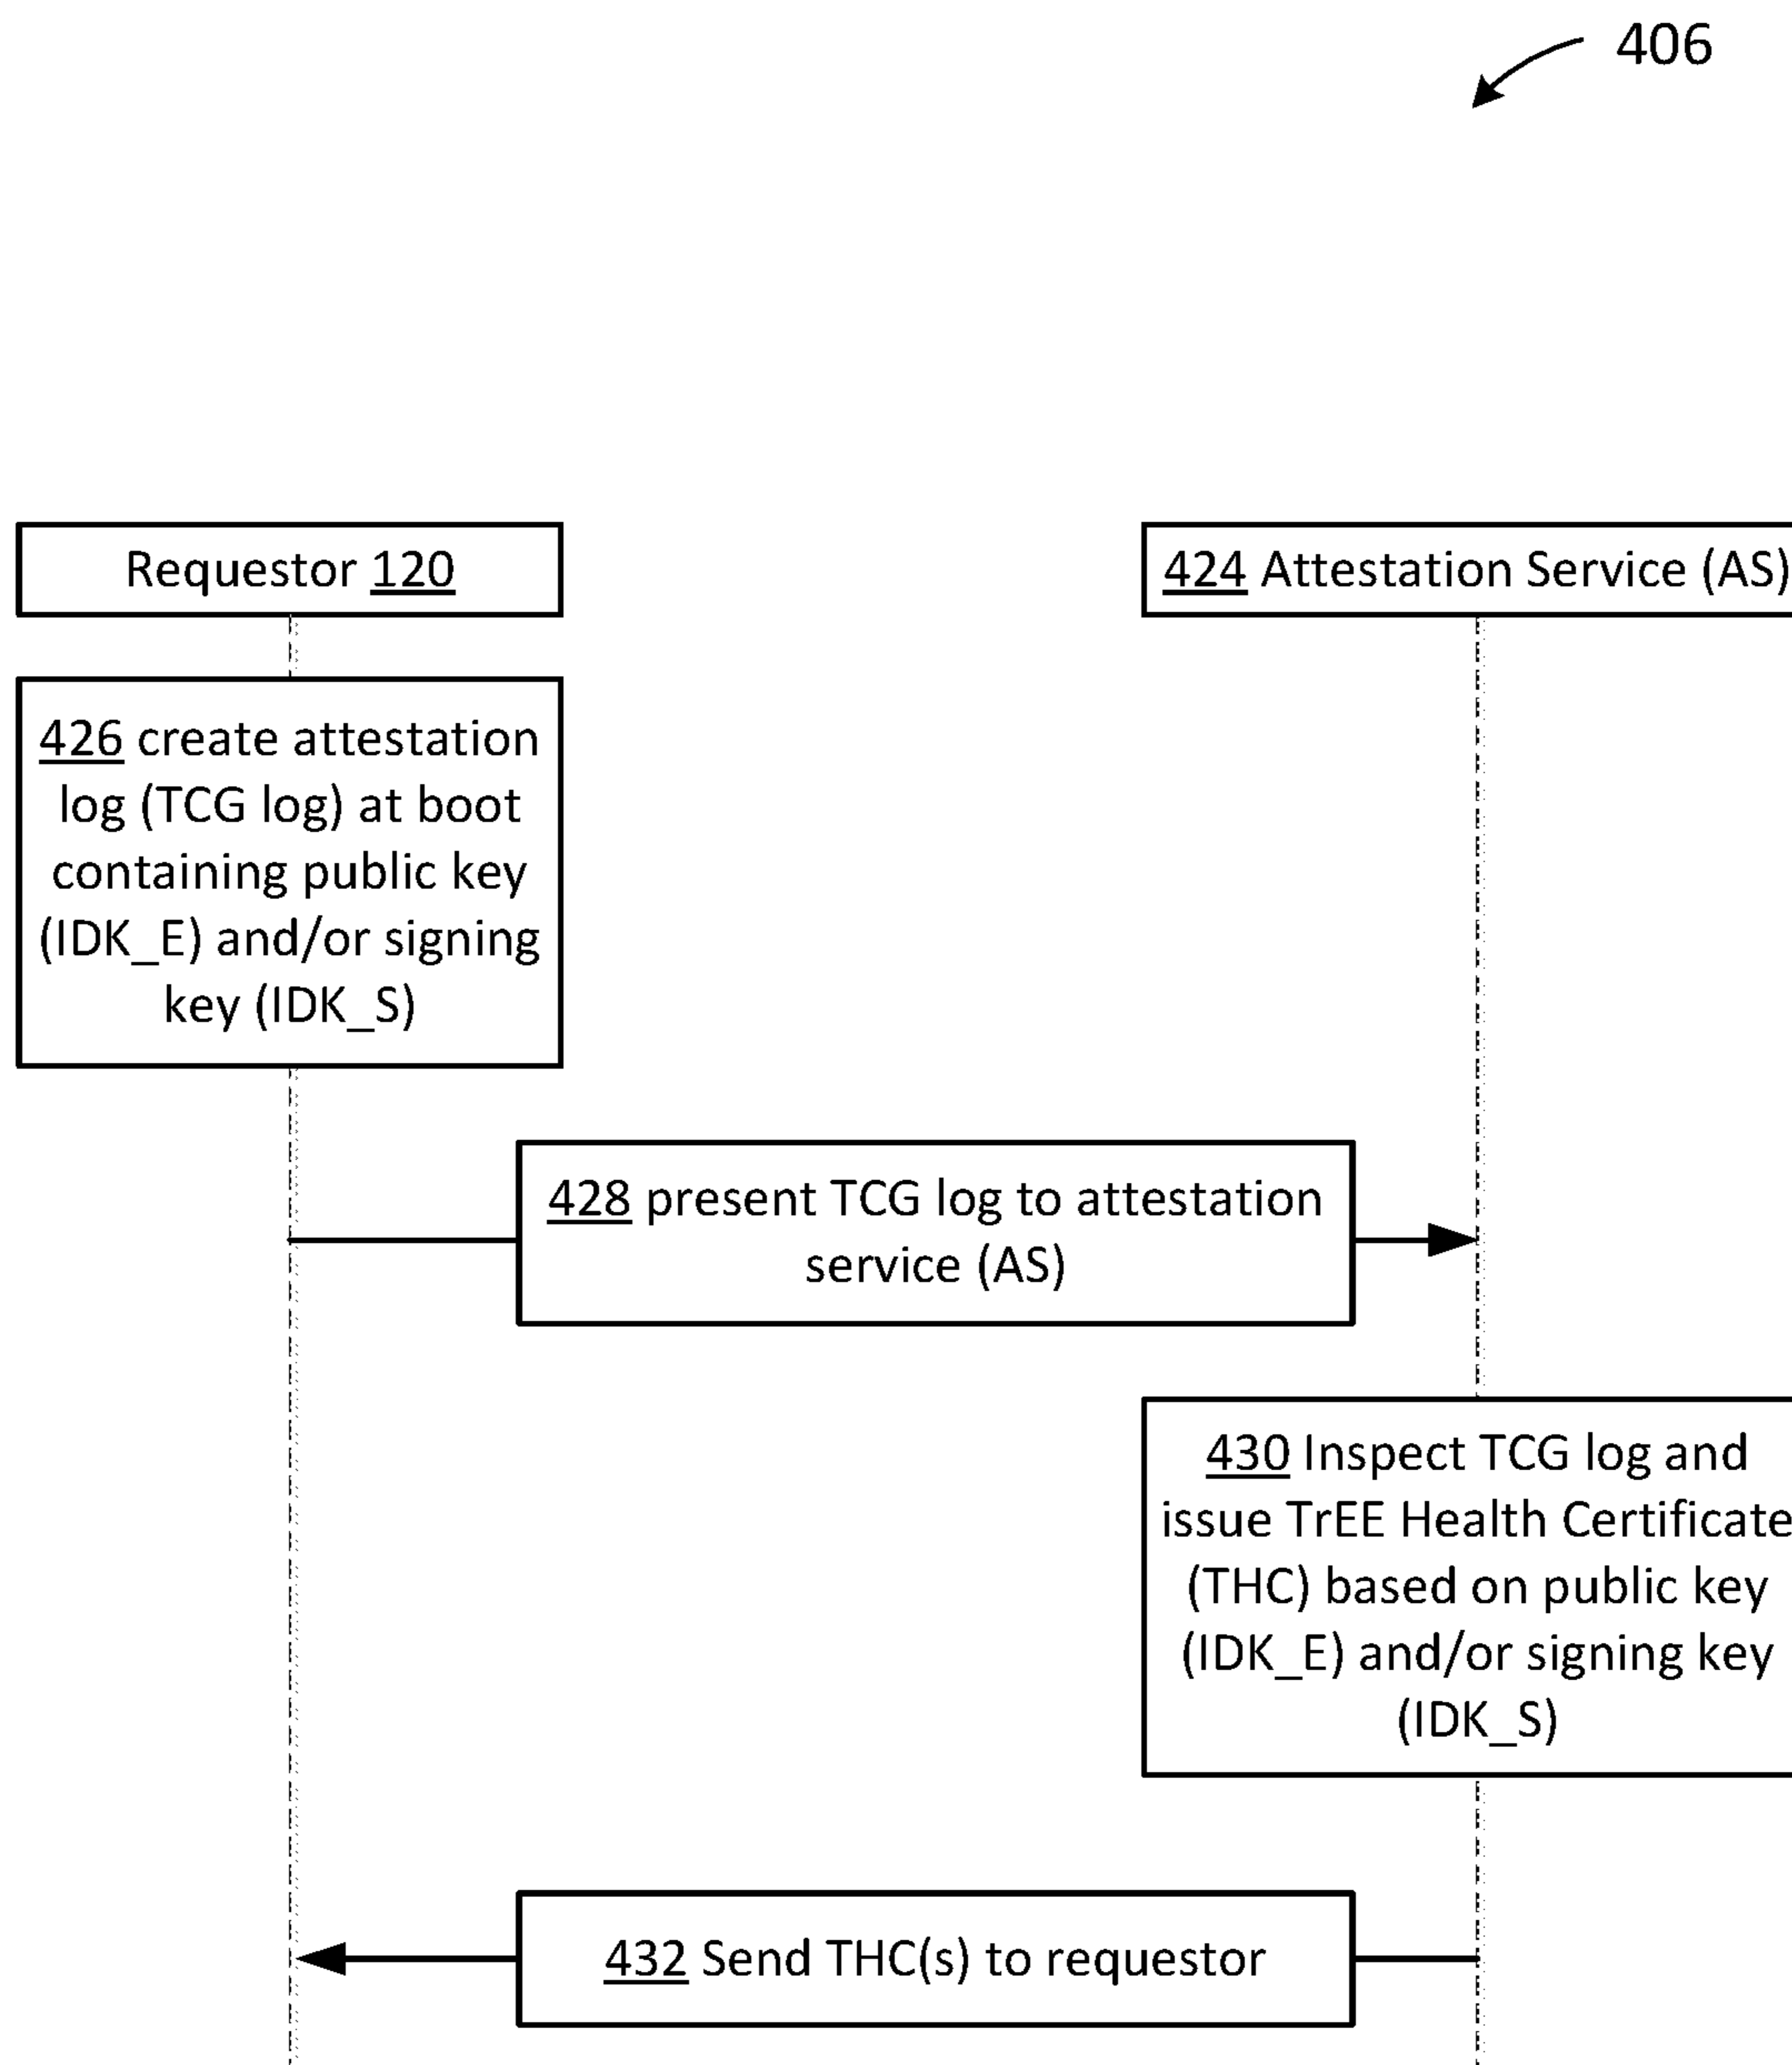 406
Requestor 120
424 Attestation Service (AS)
426 create attestation
log (TCG log) at boot
containing public key
(IDK_E) and/or signing
key (IDK_S)
428 present TCG log to attestation
service (AS)
430 Inspect TCG log and
issue TrEE Health Certificate
(THC) based on public key
(IDK_E) and/or signing key
(IDK_S)
432 Send THC(s) to requestor